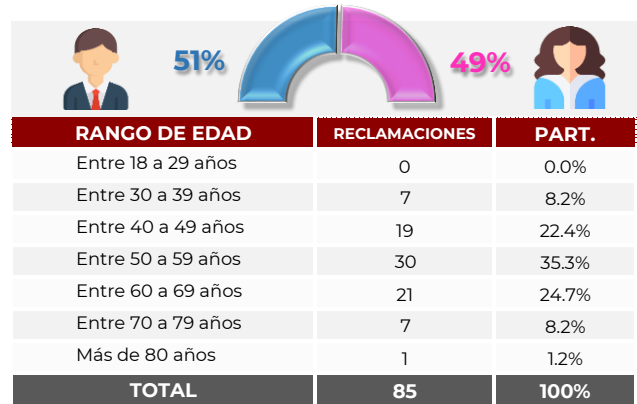 51% 49%
RANGO DE EDAD RECLAMACIONES PART.
Entre 18 a 29 años 0 0.0%
Entre 30 a 39 años 7 8.2%
Entre 40 a 49 años 19 22.4%
Entre 50 a 59 años 30 35.3%
Entre 60 a 69 años 21 24.7%
Entre 70 a 79 años 7 8.2%
Más de 80 años 1 1.2%
TOTAL 85 100%